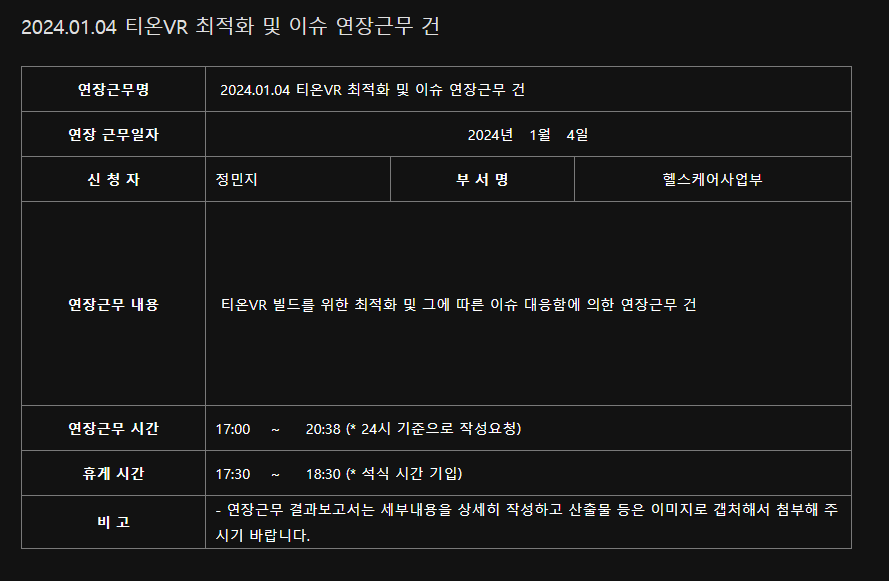 2024.01.04 티온VR 최적화 및 이슈 연장근무 건
연장근무명 2024.01.04 티온VR 최적화 및 이슈 연장근무 건
연장 근무일자 2024년 1월 4일
신 청 자 정민지 부 서 명 헬스케어사업부
연장근무 내용 티온VR 빌드를 위한 최적화 및 그에 따른 이슈 대응함에 의한 연장근무 건
연장근무 시간 17:00 ~ 20:38 (* 24시 기준으로 작성요청)
휴게 시간 17:30 ~ 18:30 (* 석식 시간 기입)
비 고 - 연장근무 결과보고서는 세부내용을 상세히 작성하고 산출물 등은 이미지로 캡처해서 첨부해 주
시기 바랍니다.